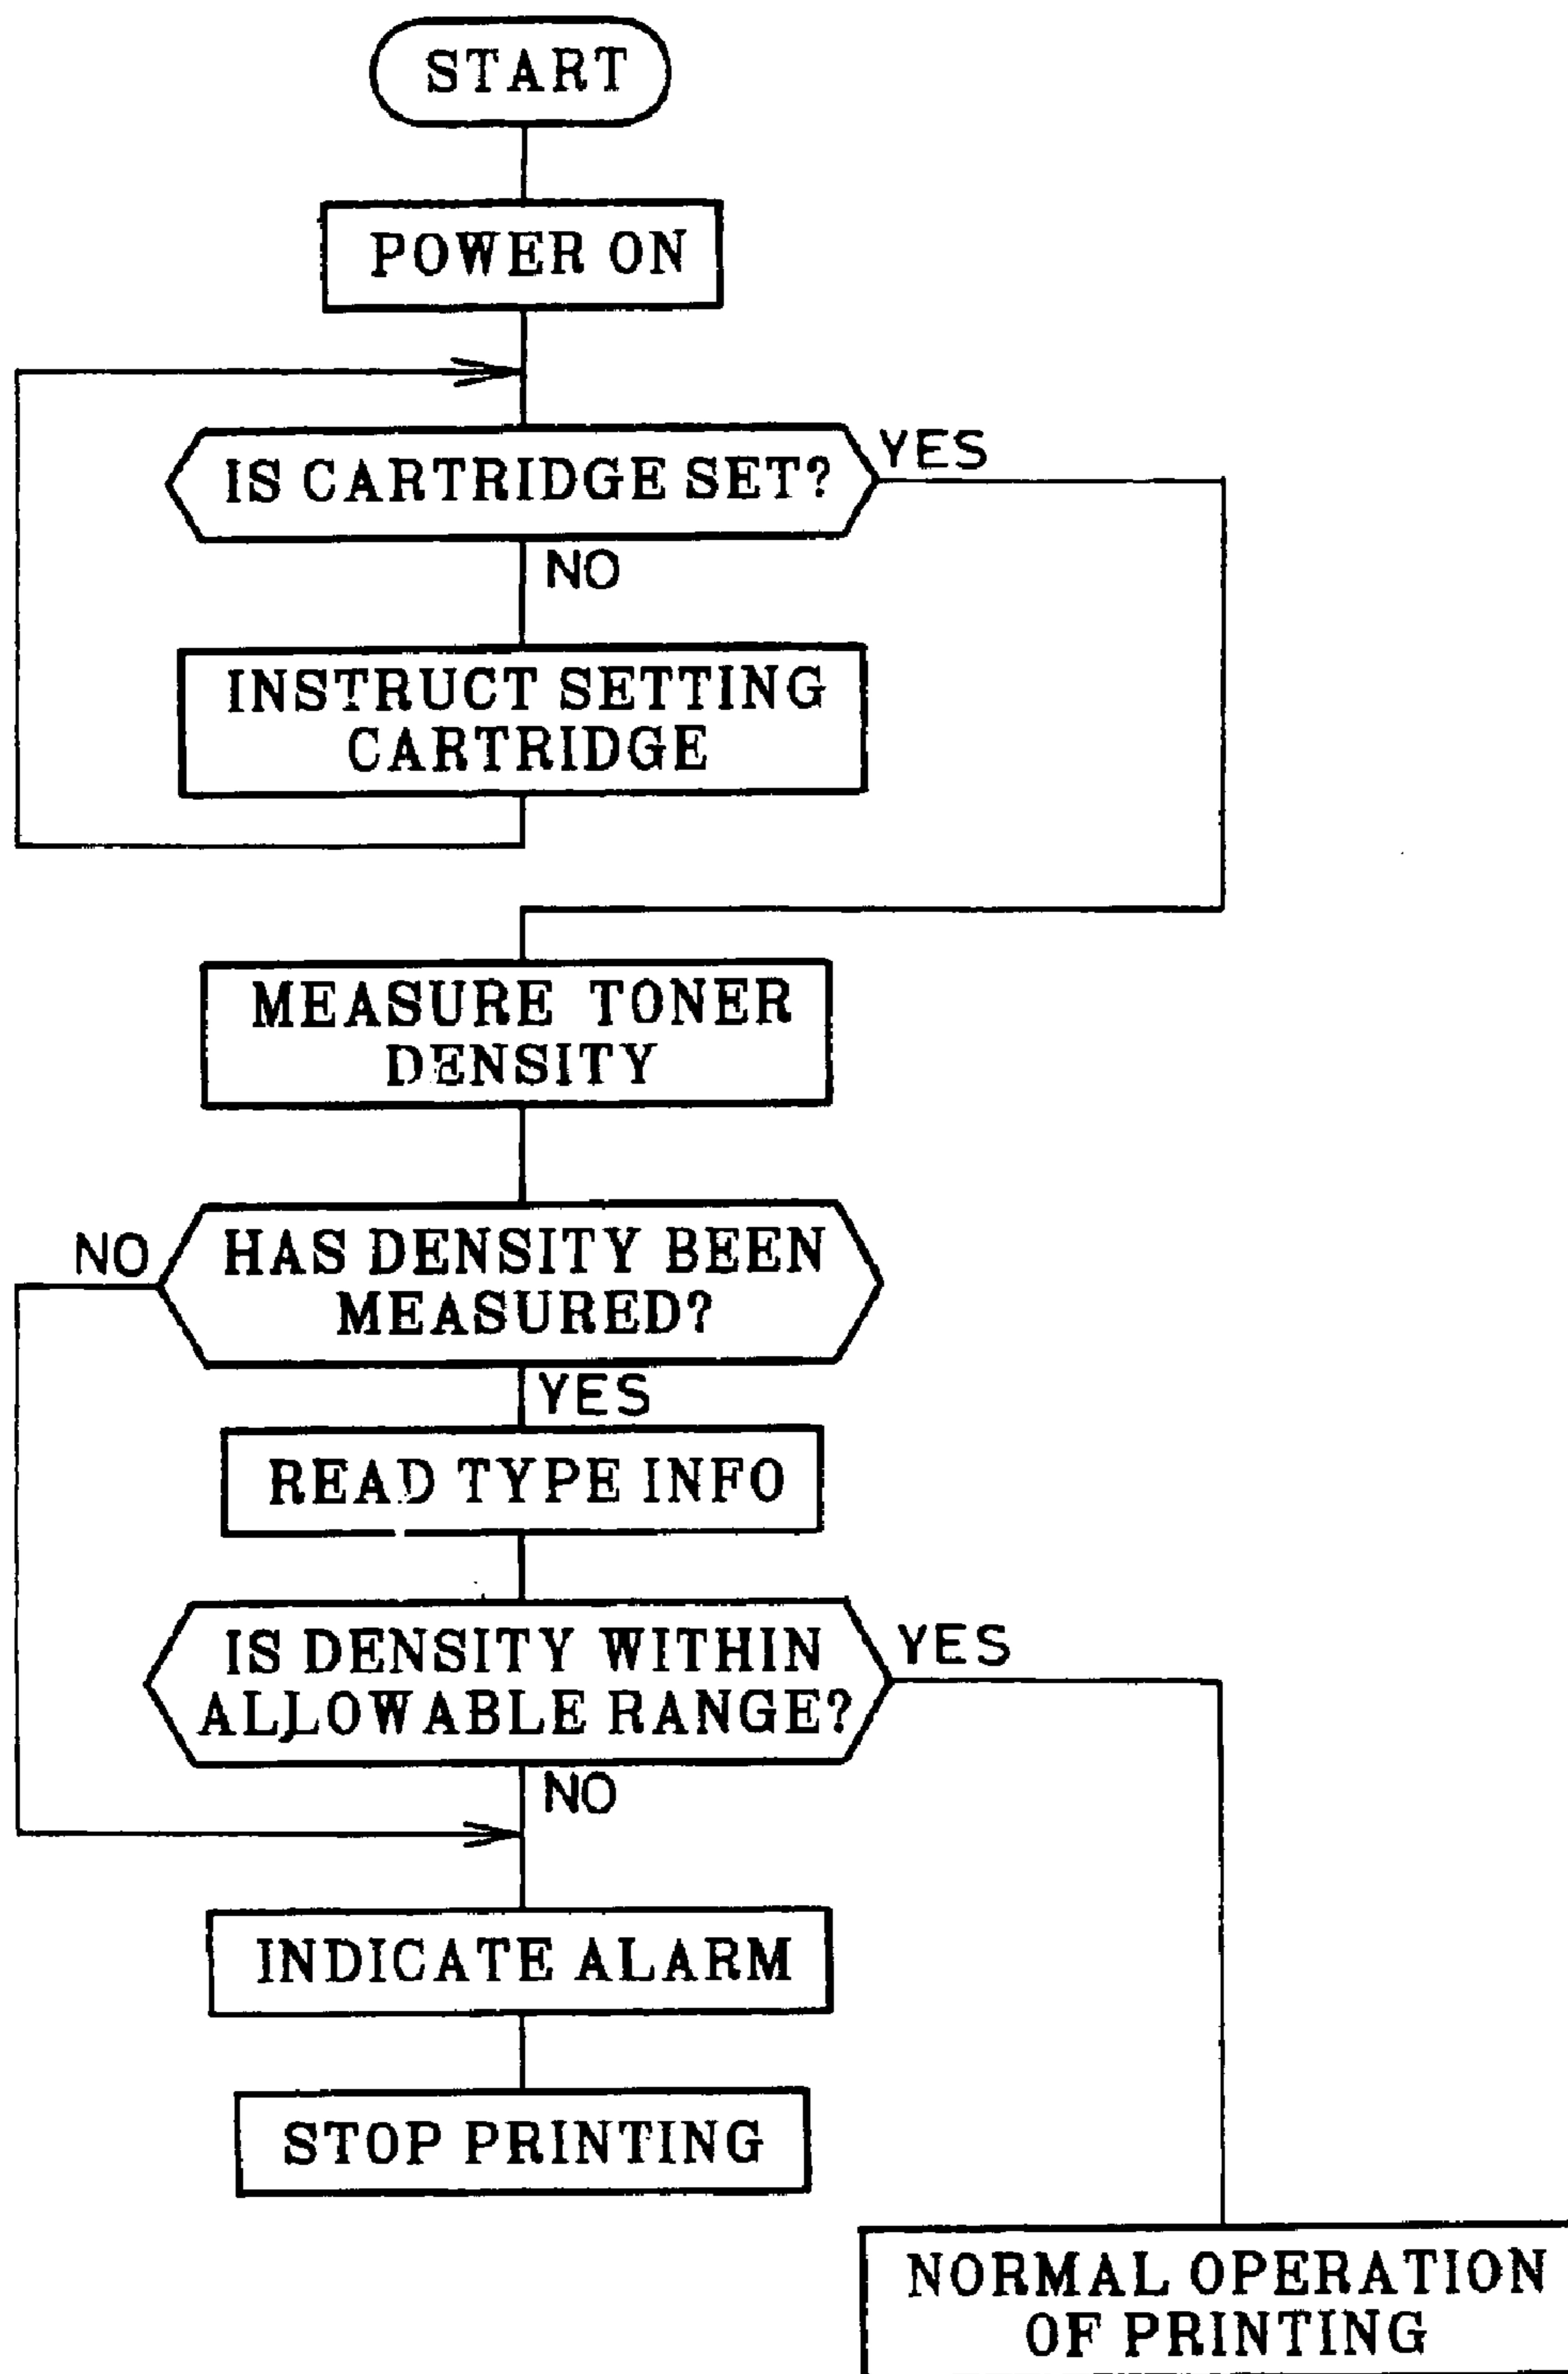 START
POWER ON
IS CARTRIDGE SET?
YES
NO
INSTRUCT SETTING
CARTRIDGE
MEASURE TONER
DENSITY
NO
HAS DENSITY BEEN
MEASURED?
YES
READ TYPE INFO
IS DENSITY WITHIN
ALLOWABLE RANGE?
YES
NO
INDICATE ALARM
STOP PRINTING
NORMAL OPERATION
OF PRINTING